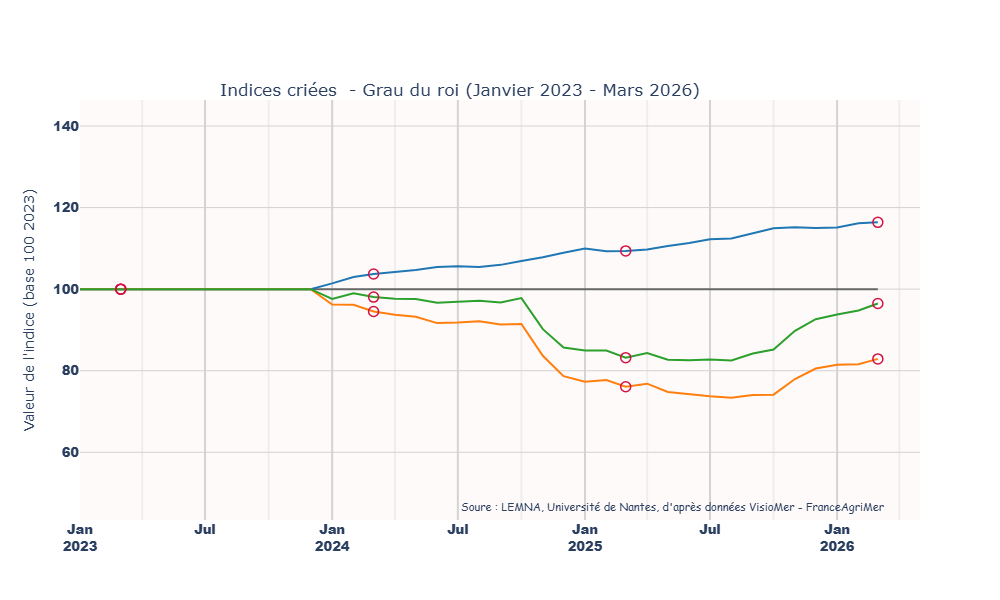 Indices criées  - Grau du roi (Janvier 2023 - Mars 2026)
Valeur de l'indice (base 100 2023)
140
120
100
80
60
Soure : LEMNA, Université de Nantes, d'après données VisioMer - FranceAgriMer
Jan Jul Jan Jul Jan Jul Jan
2023 2024 2025 2026